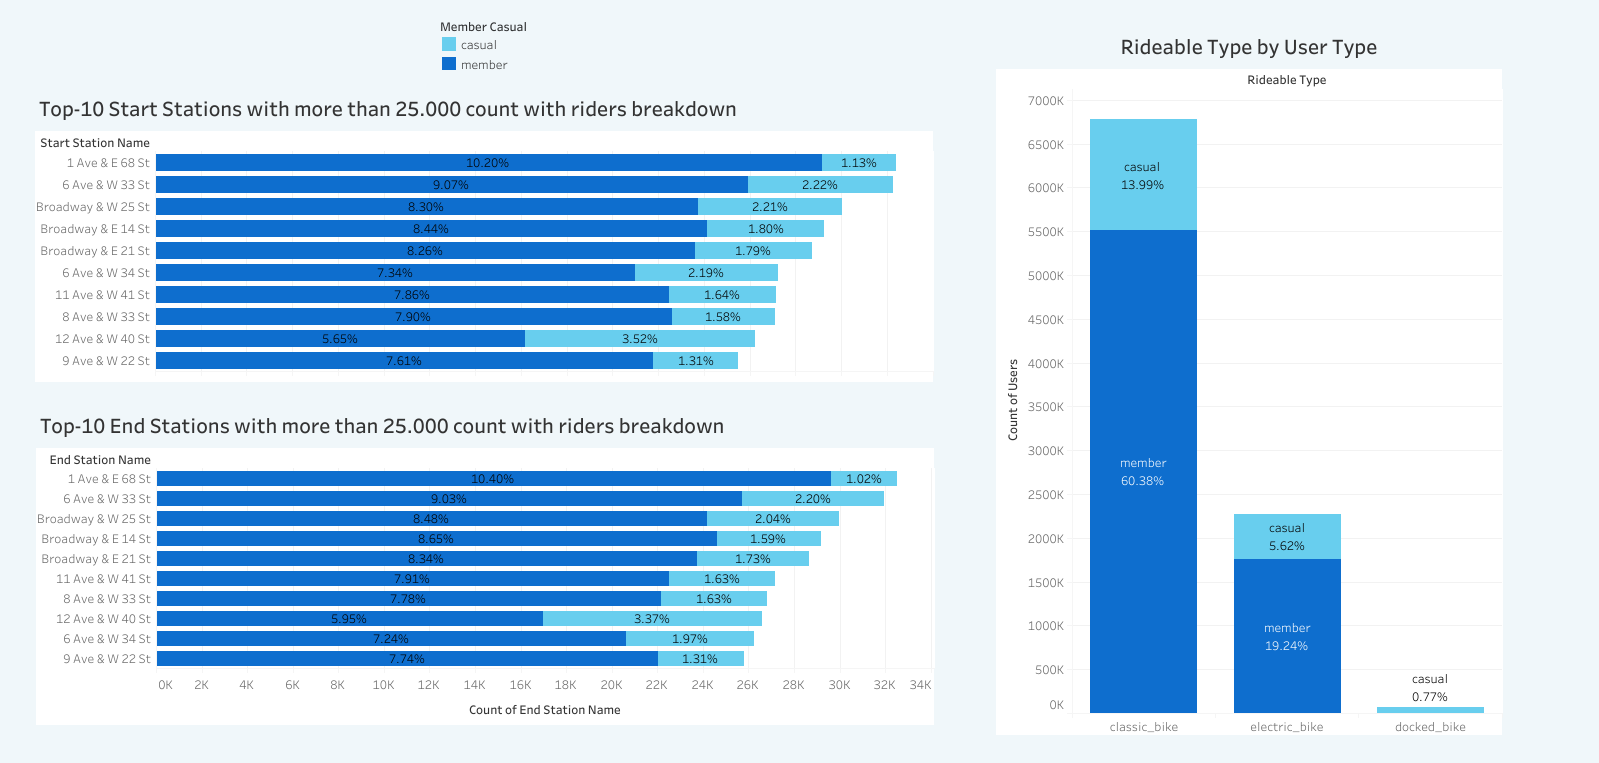 Member Casual
casual
member
Top-10 Start Stations with more than 25.000 count with riders breakdown
Start Station Name
1 Ave & E 68 St 10.20% 1.13%
6 Ave & W 33 St 9.07% 2.22%
Broadway & W 25 St 8.30% 2.21%
Broadway & E 14 St 8.44% 1.80%
Broadway & E 21 St 8.26% 1.79%
6 Ave & W 34 St 7.34% 2.19%
11 Ave & W 41 St 7.86% 1.64%
8 Ave & W 33 St 7.90% 1.58%
12 Ave & W 40 St 5.65% 3.52%
9 Ave & W 22 St 7.61% 1.31%
Top-10 End Stations with more than 25.000 count with riders breakdown
End Station Name
1 Ave & E 68 St 10.40% 1.02%
6 Ave & W 33 St 9.03% 2.20%
Broadway & W 25 St 8.48% 2.04%
Broadway & E 14 St 8.65% 1.59%
Broadway & E 21 St 8.34% 1.73%
11 Ave & W 41 St 7.91% 1.63%
8 Ave & W 33 St 7.78% 1.63%
12 Ave & W 40 St 5.95% 3.37%
6 Ave & W 34 St 7.24% 1.97%
9 Ave & W 22 St 7.74% 1.31%
0K 2K 4K 6K 8K 10K 12K 14K 16K 18K 20K 22K 24K 26K 28K 30K 32K 34K
Count of End Station Name
Rideable Type by User Type
Rideable Type
7000K
6500K
6000K
5500K
5000K
4500K
4000K
3500K
3000K
2500K
2000K
1500K
1000K
500K
0K
Count of Users
casual
13.99%
member
60.38%
casual
5.62%
member
19.24%
casual
0.77%
classic_bike electric_bike docked_bike